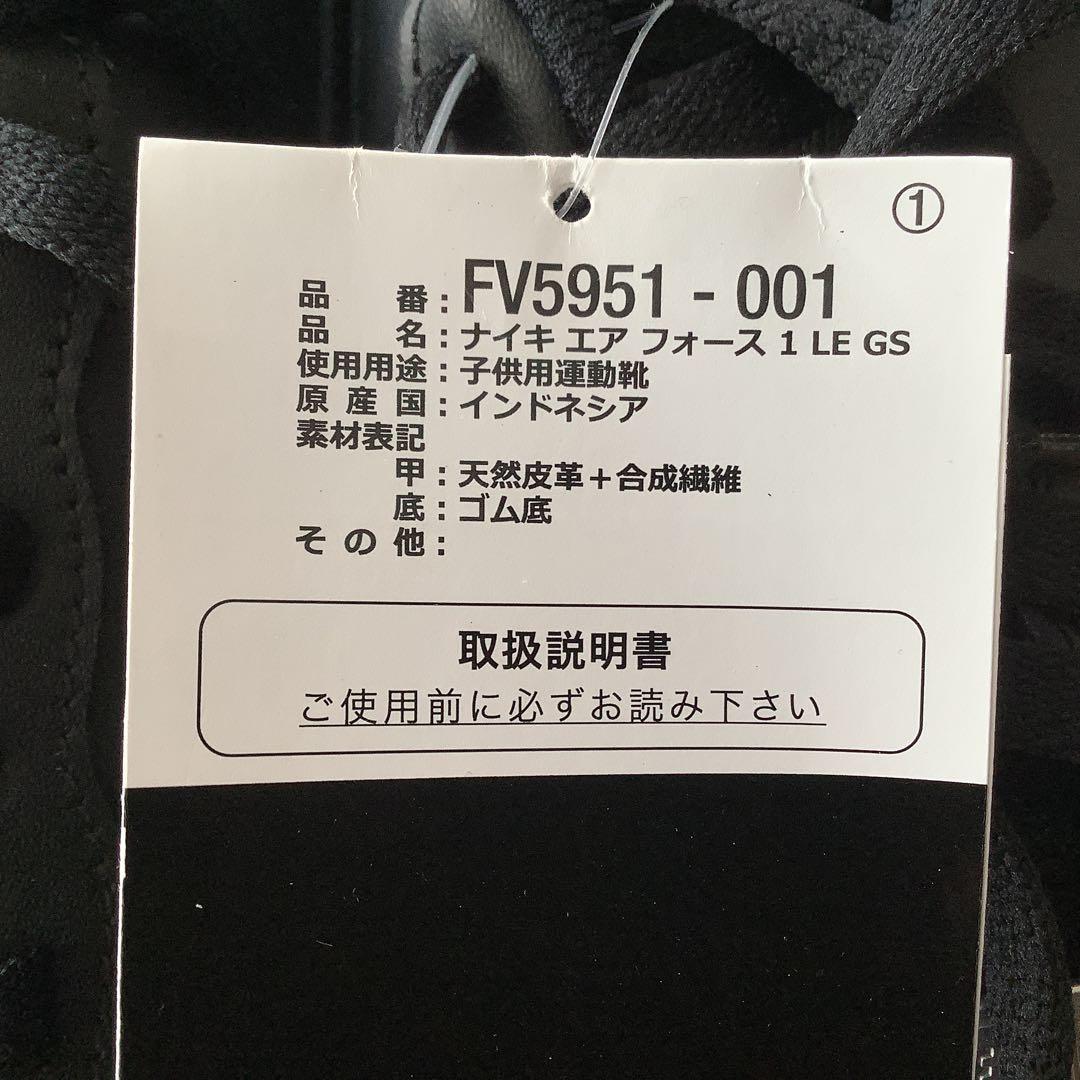 ①
品番:FV5951 - 001
品名:ナイキ エア フォース 1 LE GS
使用用途:子供用運動靴
原産国:インドネシア
素材表記
甲:天然皮革+合成繊維
底:ゴム底
その他:
取扱説明書
ご使用前に必ずお読み下さい